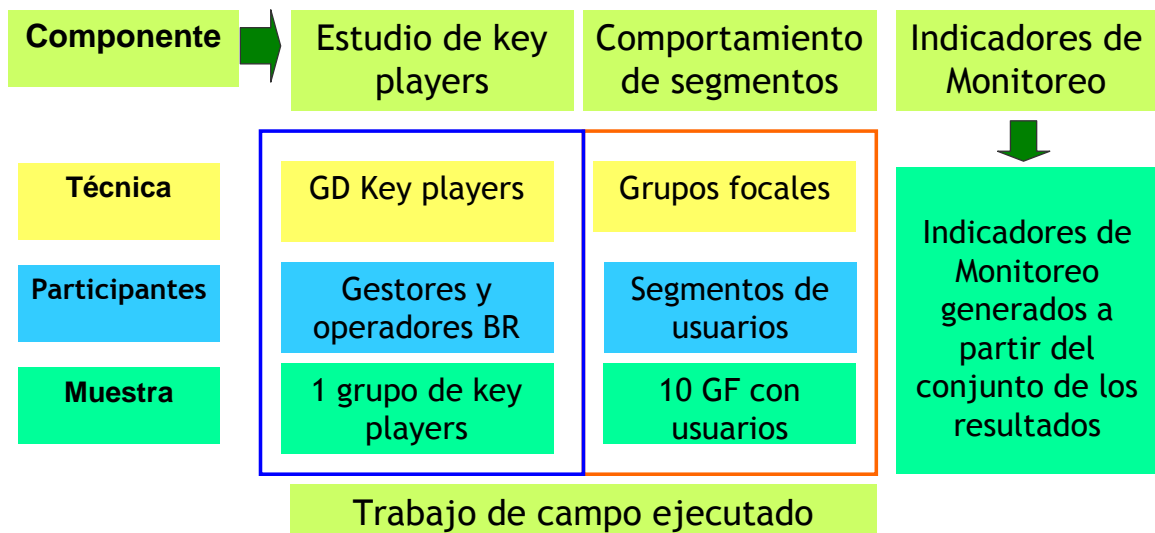 Componente
Estudio de key
players
Comportamiento
de segmentos
Indicadores de
Monitoreo
Técnica
GD Key players
Grupos focales
Participantes
Gestores y
operadores BR
Segmentos de
usuarios
Muestra
1 grupo de key
players
10 GF con
usuarios
Indicadores de
Monitoreo
generados a
partir del
conjunto de los
resultados
Trabajo de campo ejecutado